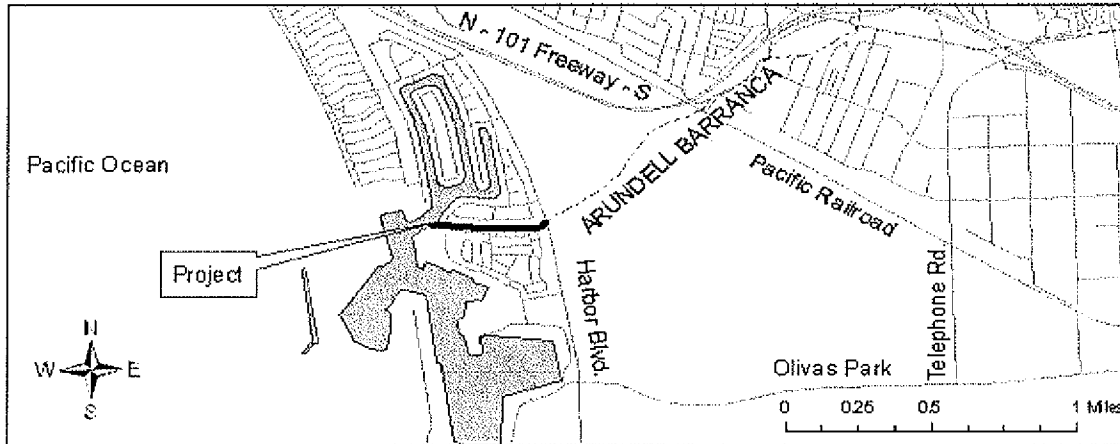 N - 101 Freeway - S
ARUNDELL BARRANCA
Pacific Ocean
Pacific Railroad
Project
Harbor Blvd.
Telephone Rd
N
W E
S
Olivas Park
0 0.25 0.5 1 Miles